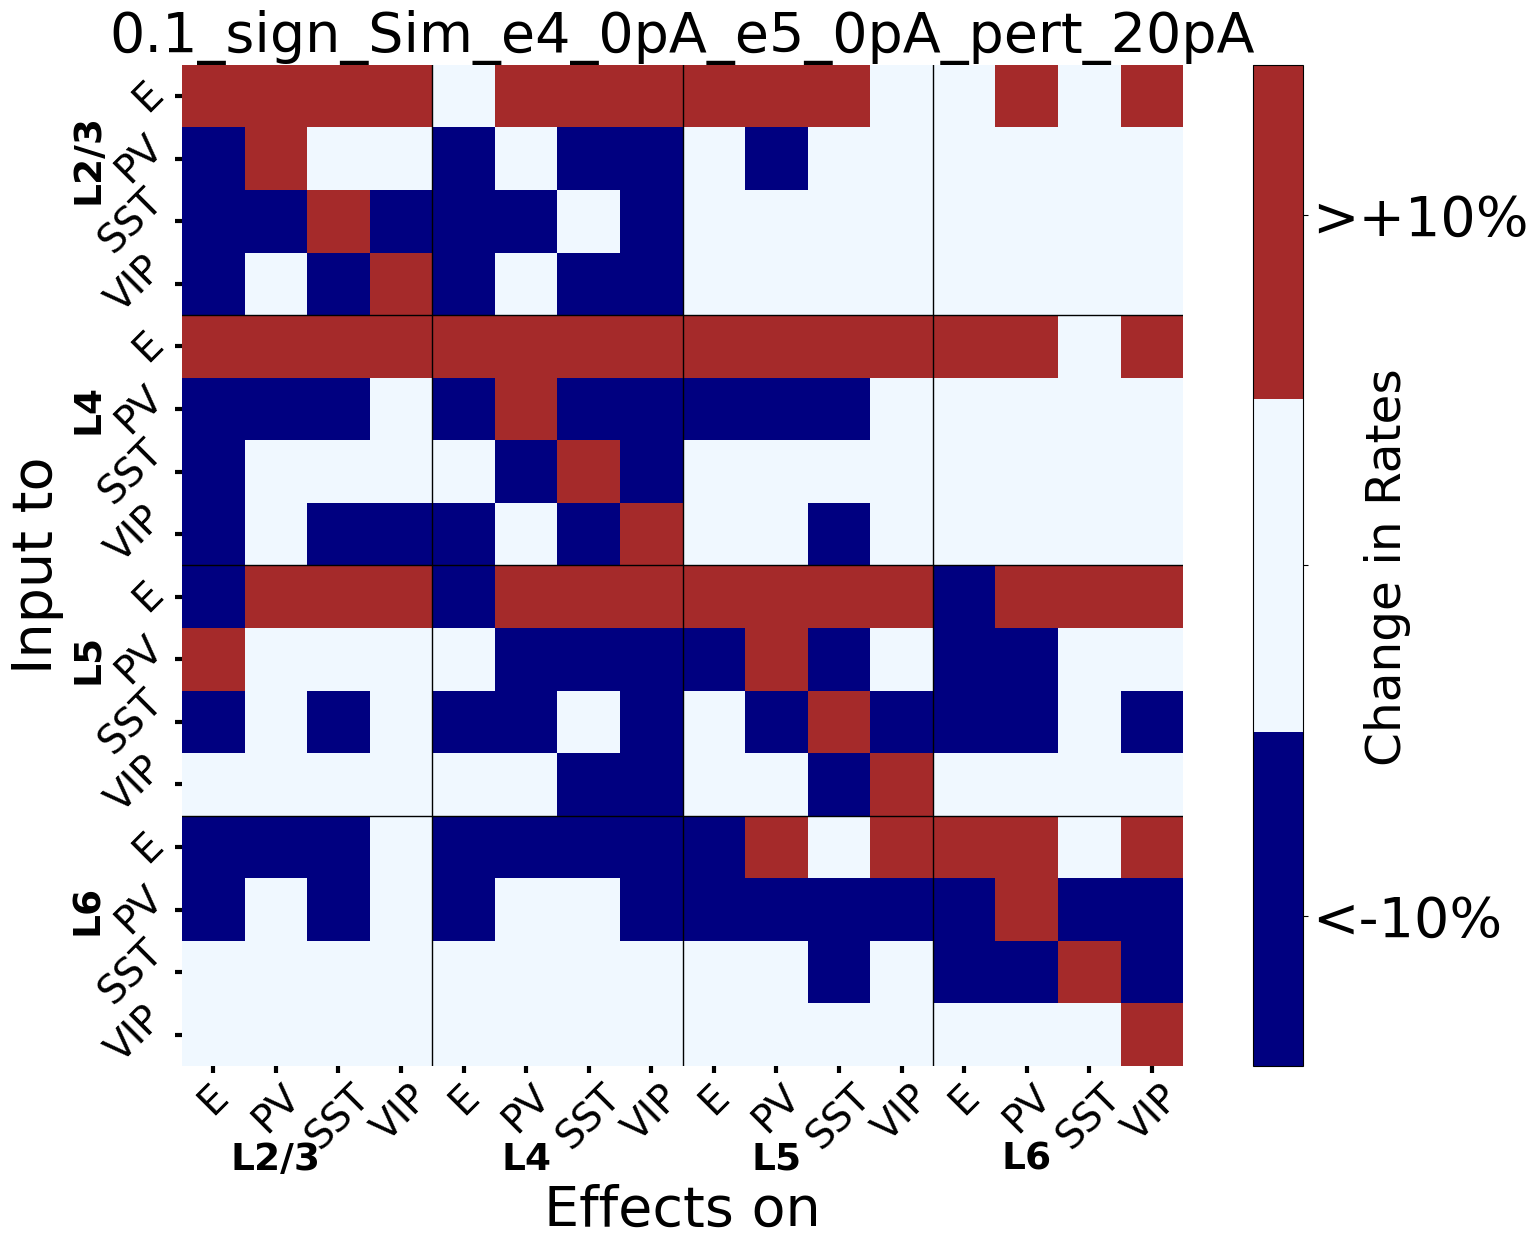 0.1_sign_Sim_e4_0pA_e5_0pA_pert_20pA
Input to
L2/3
E
PV
SST
VIP
L4
E
PV
SST
VIP
L5
E
PV
SST
VIP
L6
E
PV
SST
VIP
E PV SST VIP E PV SST VIP E PV SST VIP E PV SST VIP
L2/3 L4 L5 L6
Effects on
>+10%
<-10%
Change in Rates